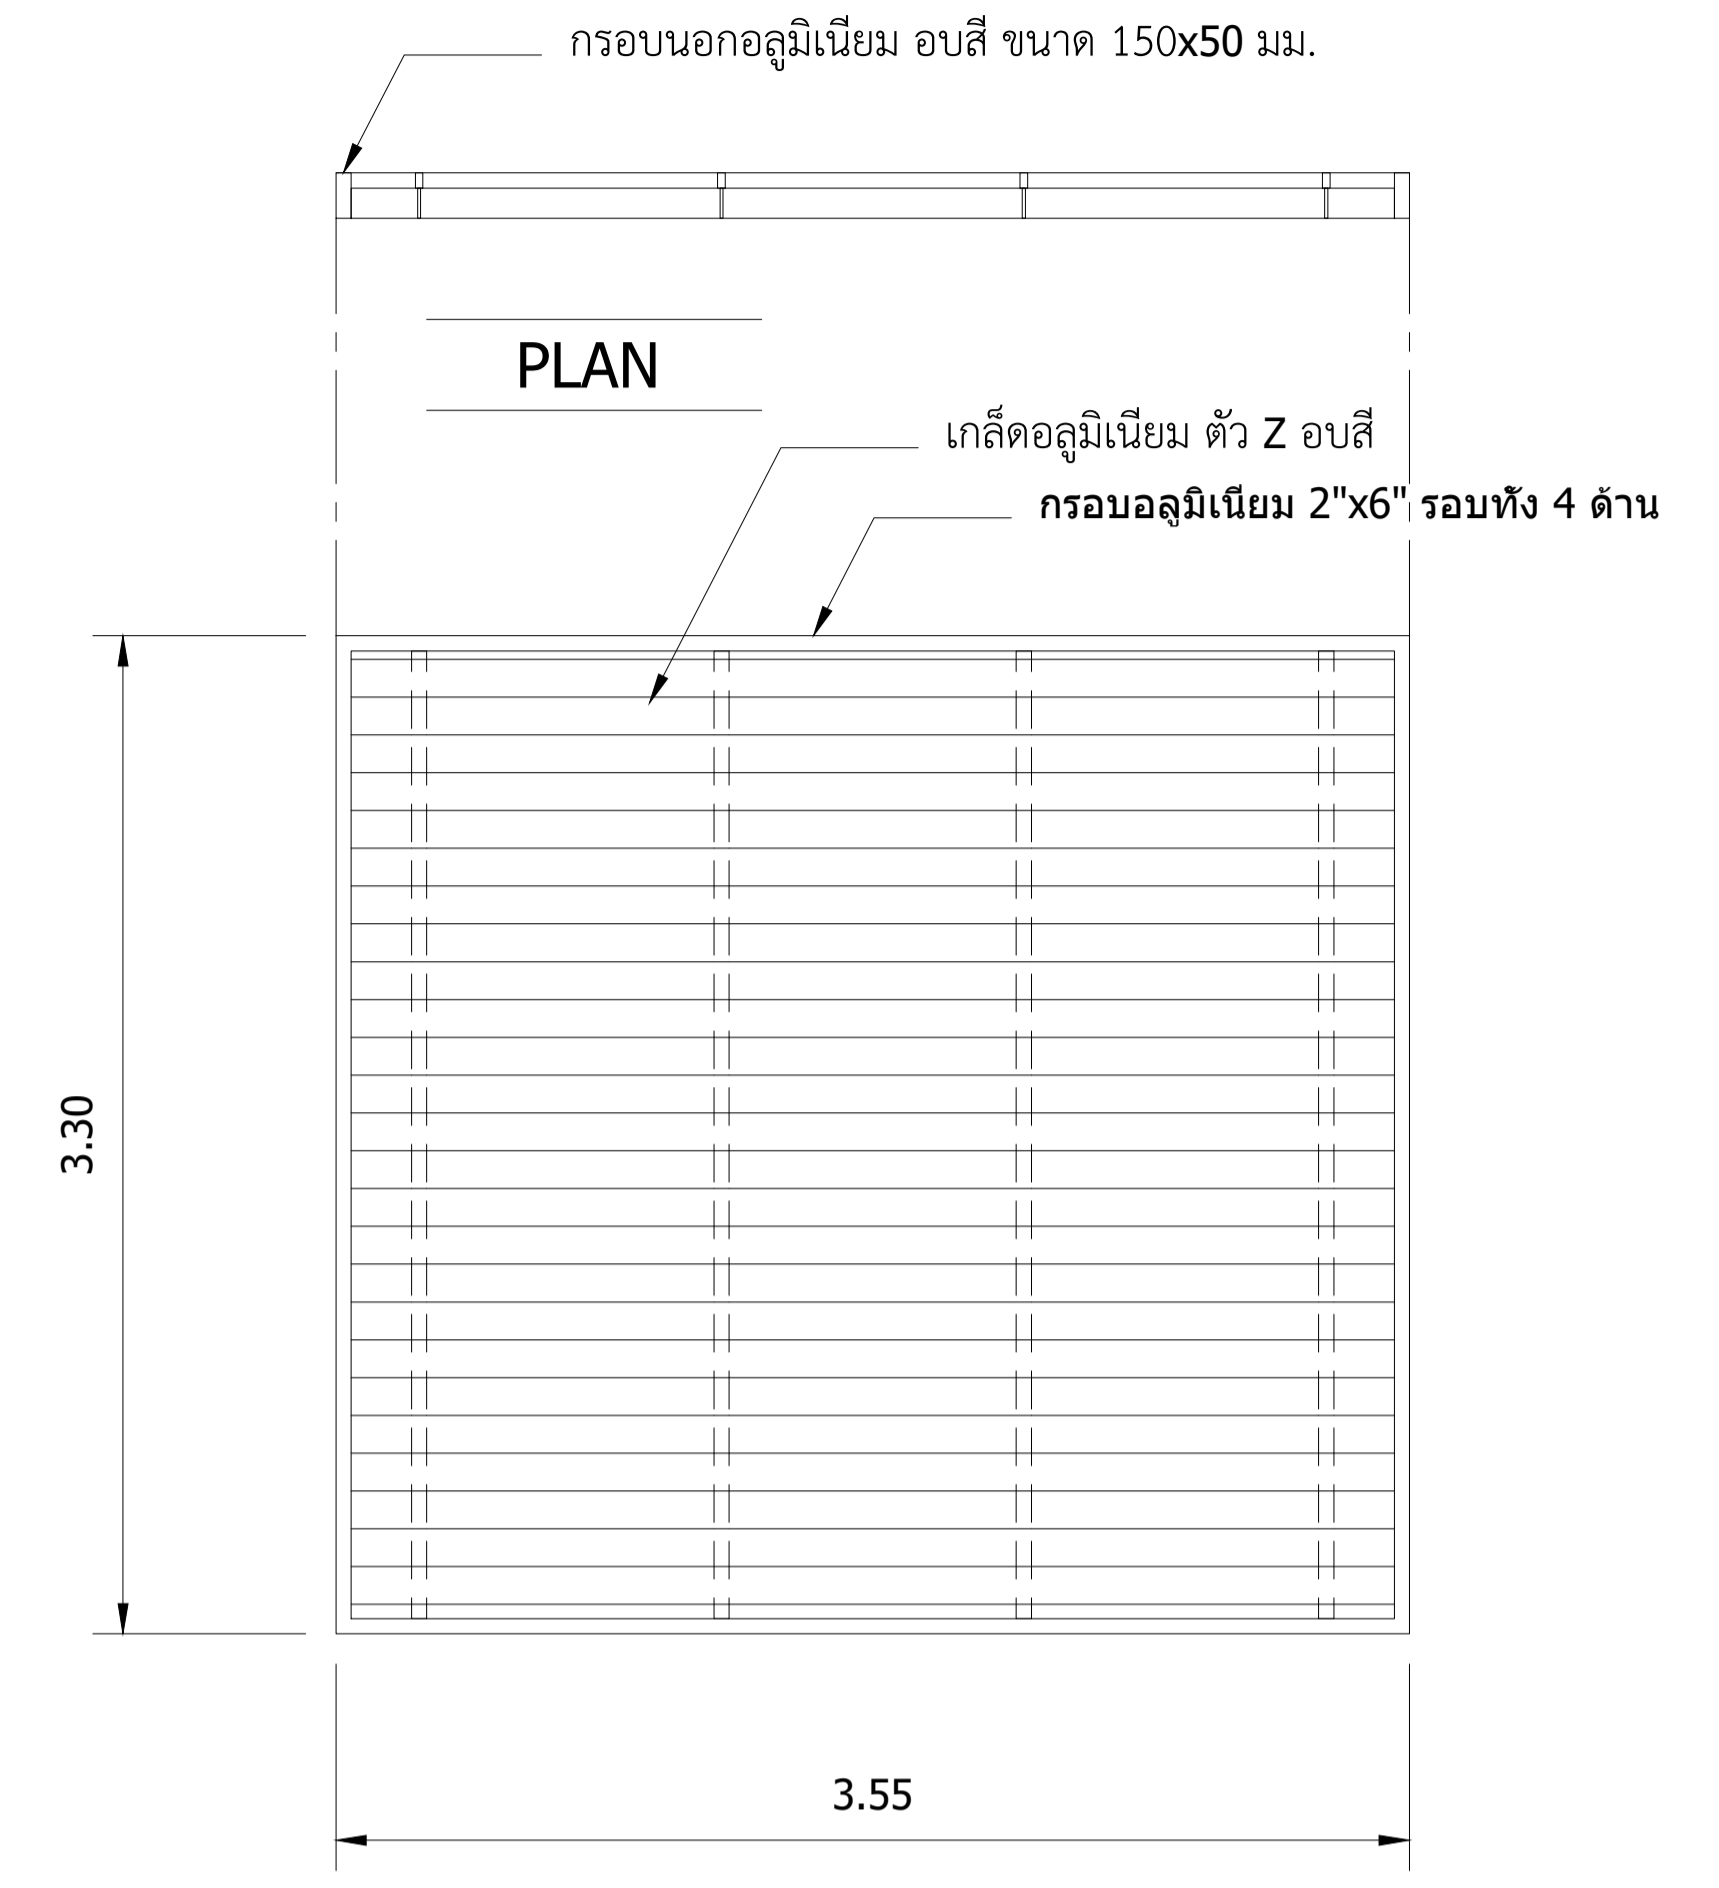 กรอบนอกอลูมิเนียม อบสี ขนาด 150x50 มม.
PLAN
เกล็ดอลูมิเนียม ตัว Z อบสี
กรอบอลูมิเนียม 2"x6" รอบทั้ง 4 ด้าน
3.30
3.55